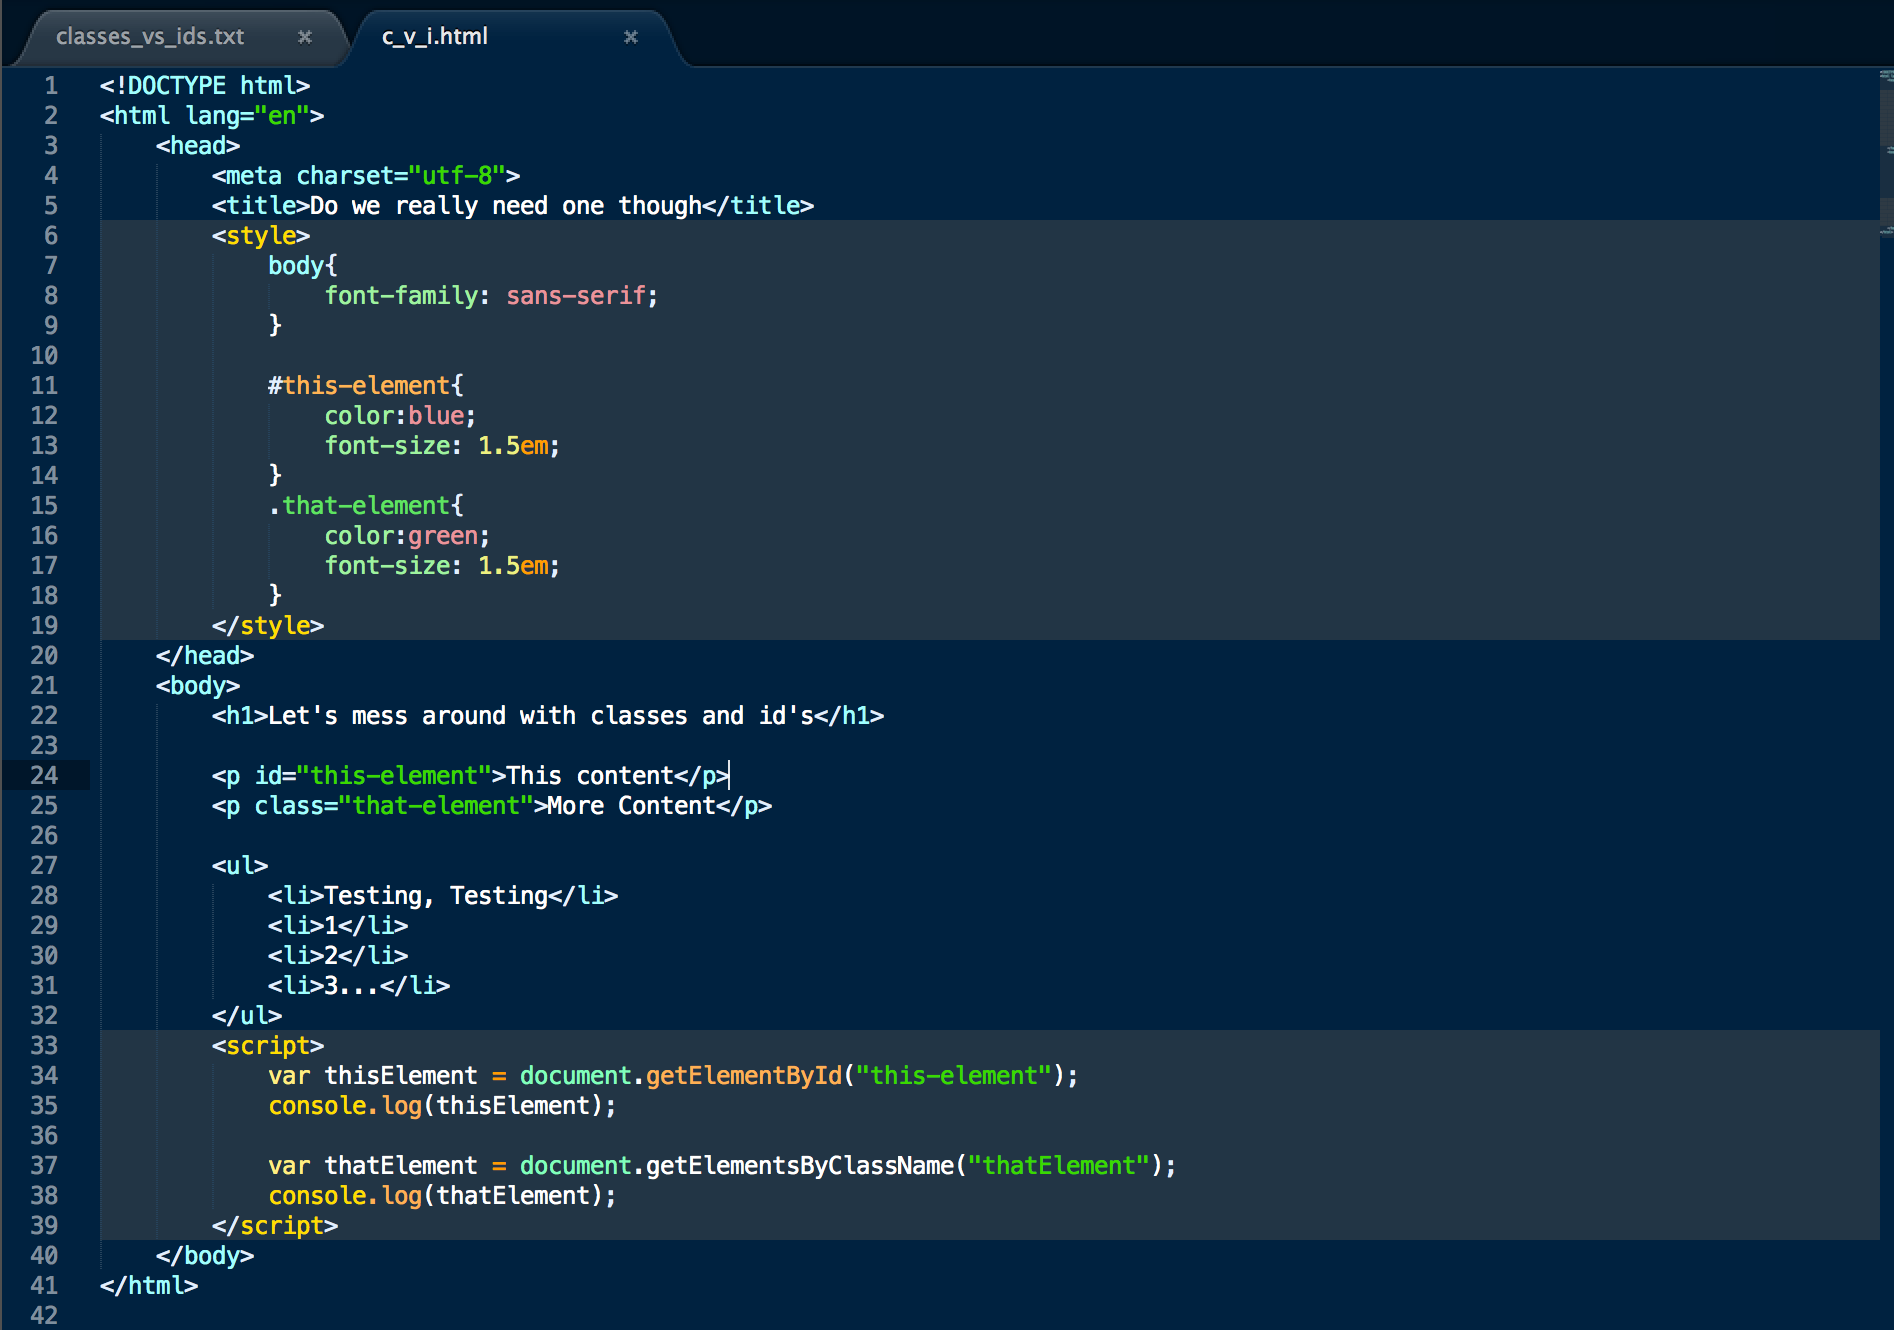 classes_vs_ids.txt × c_v_i.html ×
1 <!DOCTYPE html>
2 <html lang="en">
3 <head>
4 <meta charset="utf-8">
5 <title>Do we really need one though</title>
6 <style>
7 body{
8 font-family: sans-serif;
9 }
10
11 #this-element{
12 color:blue;
13 font-size: 1.5em;
14 }
15 .that-element{
16 color:green;
17 font-size: 1.5em;
18 }
19 </style>
20 </head>
21 <body>
22 <h1>Let's mess around with classes and id's</h1>
23
24 <p id="this-element">This content</p>
25 <p class="that-element">More Content</p>
26
27 <ul>
28 <li>Testing, Testing</li>
29 <li>1</li>
30 <li>2</li>
31 <li>3...</li>
32 </ul>
33 <script>
34 var thisElement = document.getElementById("this-element");
35 console.log(thisElement);
36
37 var thatElement = document.getElementsByClassName("thatElement");
38 console.log(thatElement);
39 </script>
40 </body>
41 </html>
42